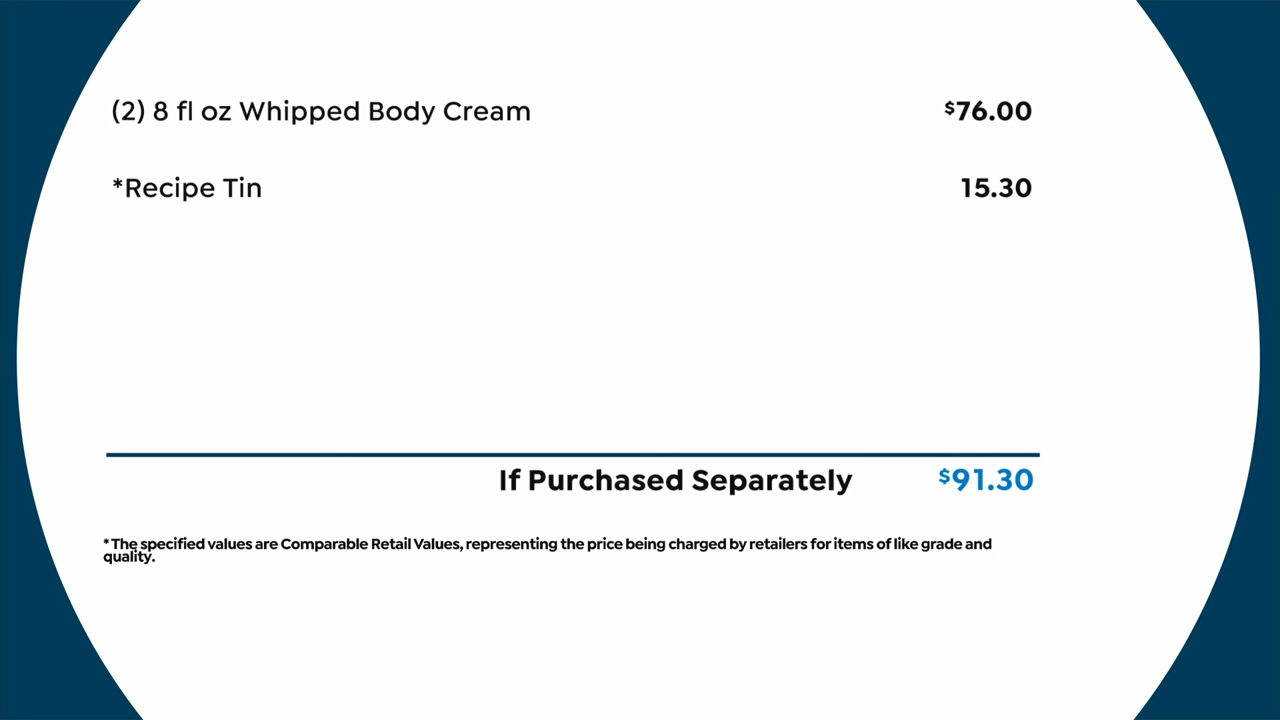 (2) 8 fl oz Whipped Body Cream $76.00
*Recipe Tin 15.30
If Purchased Separately $91.30
*The specified values are Comparable Retail Values, representing the price being charged by retailers for items of like grade and
quality.